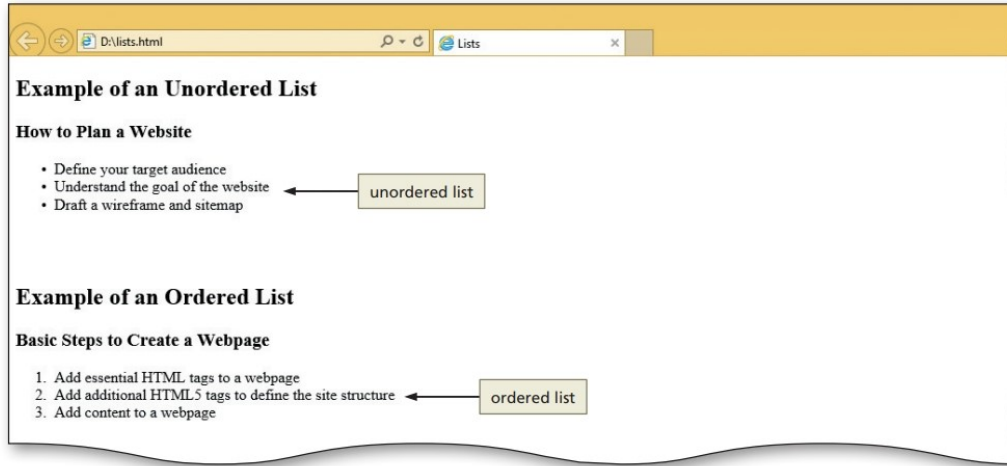 D:\lists.html
Lists
Example of an Unordered List
How to Plan a Website
• Define your target audience
• Understand the goal of the website
• Draft a wireframe and sitemap
unordered list
Example of an Ordered List
Basic Steps to Create a Webpage
1. Add essential HTML tags to a webpage
2. Add additional HTML5 tags to define the site structure
3. Add content to a webpage
ordered list